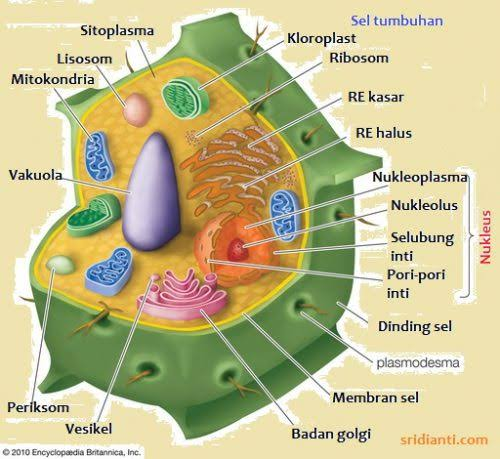 Sel tumbuhan
Sitoplasma
Kloroplast
Lisosom
Ribosom
Mitokondria
RE kasar
RE halus
Vakuola
Nukleoplasma
Nukleolus
Nukleus
Selubung
inti
Pori-pori
inti
Dinding sel
plasmodesma
Membran sel
Periksom
Vesikel
Badan golgi
© 2010 Encyclopædia Britannica, Inc.
sridianti.com